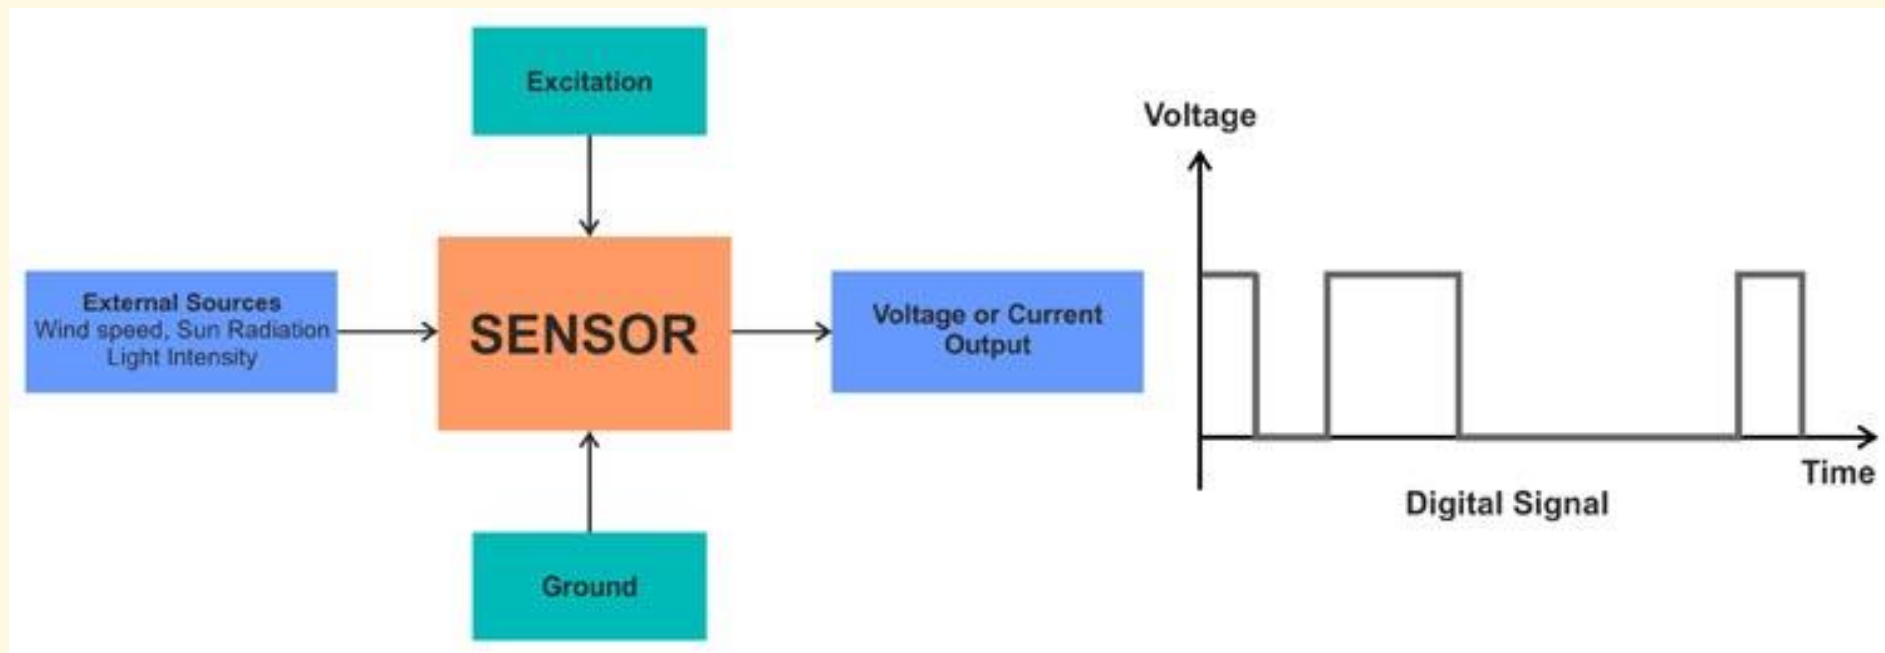 Excitation
External Sources
Wind speed, Sun Radiation
Light Intensity
SENSOR
Voltage or Current
Output
Ground
Voltage
Time
Digital Signal